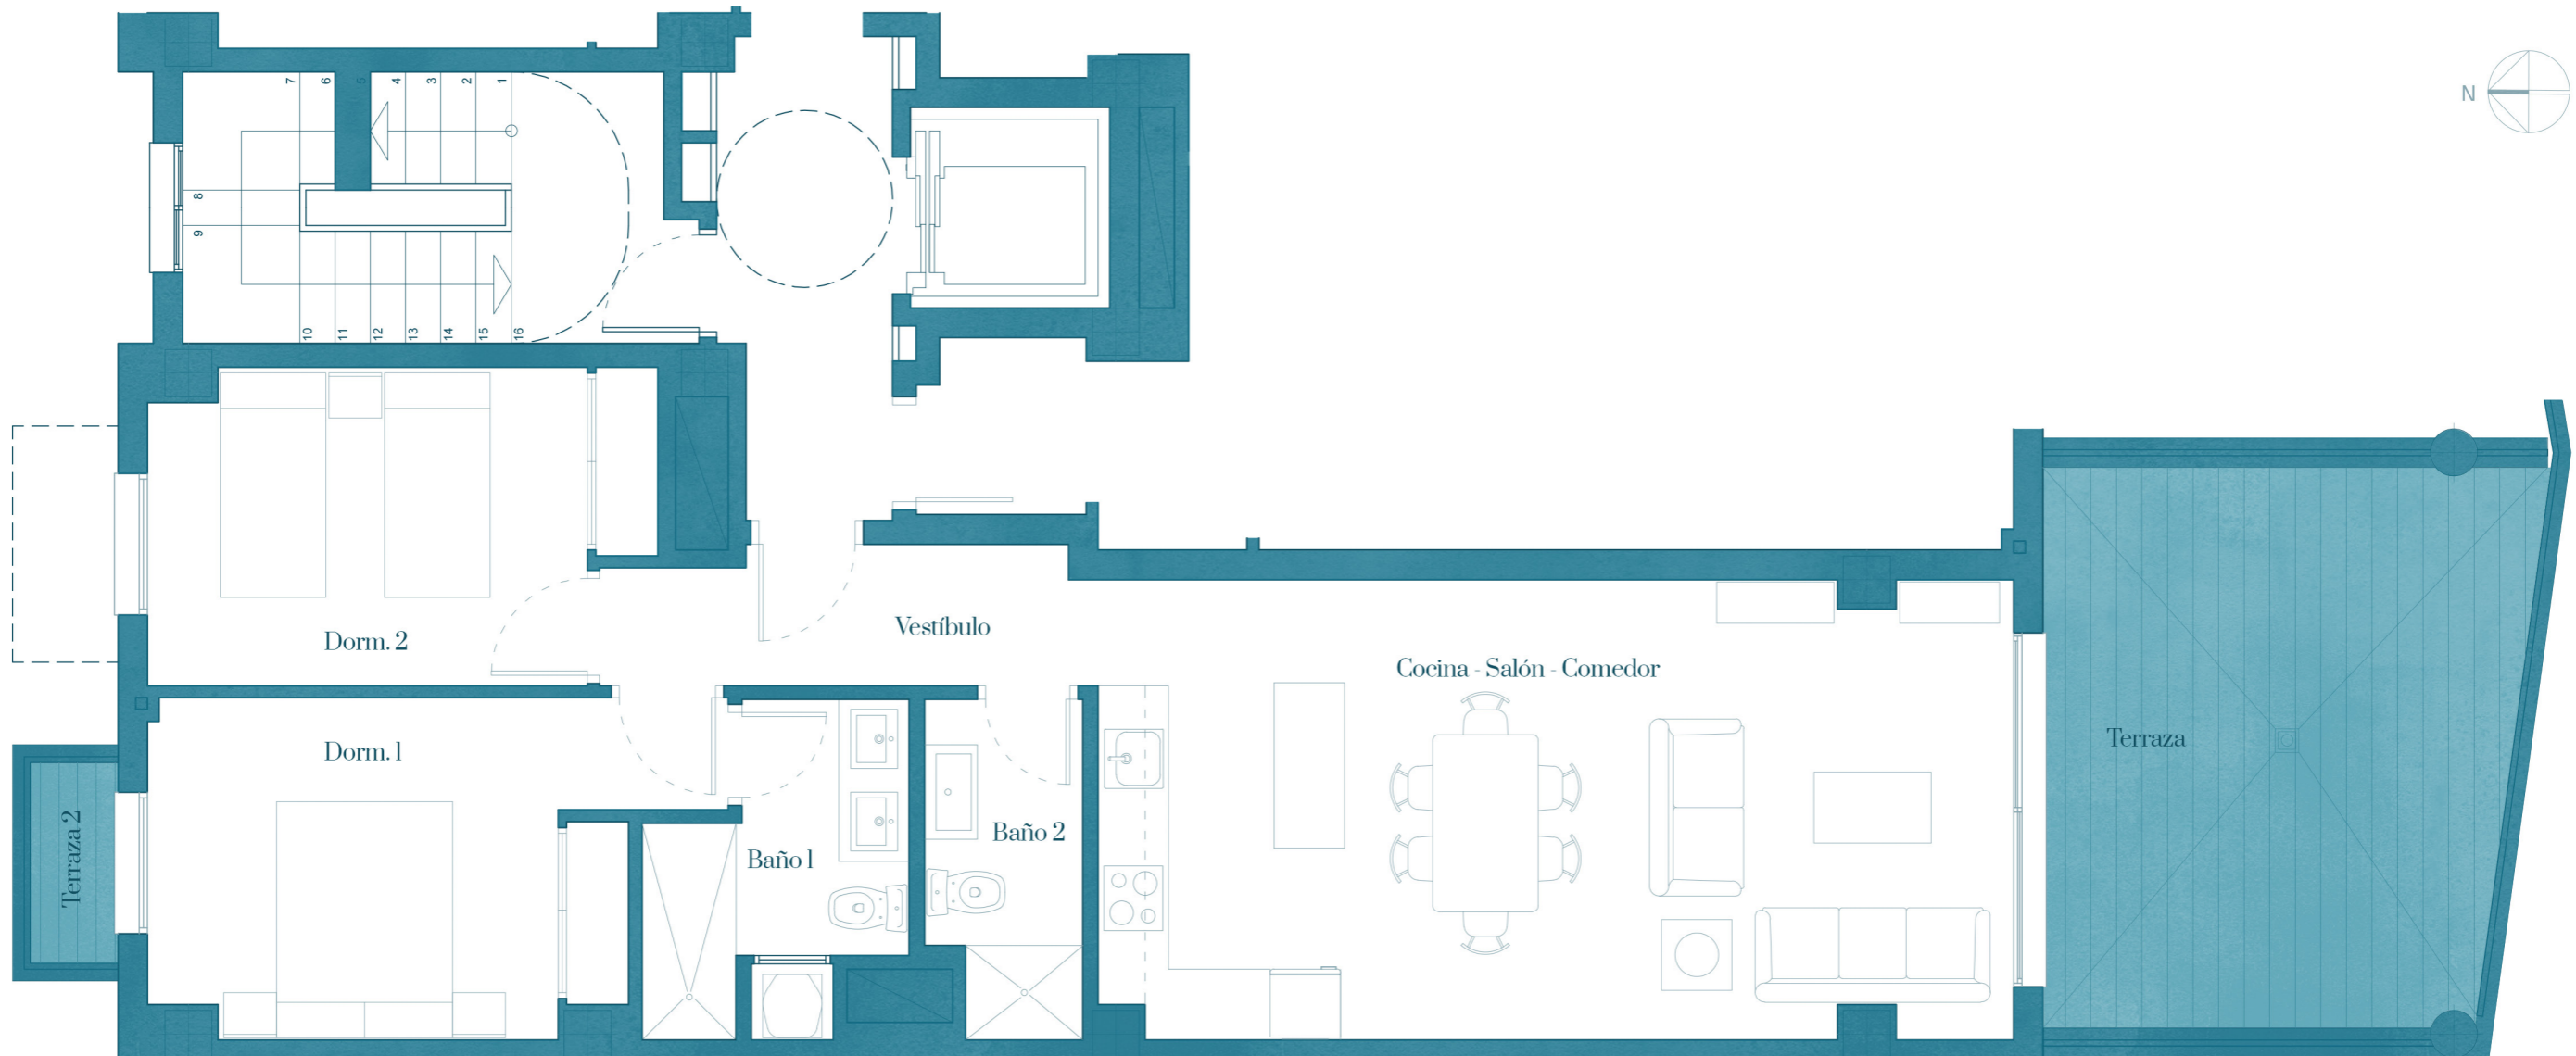 7
6
5
4
3
2
1
N
8
9
10
11
12
13
14
15
16
Dorm. 2
Vestíbulo
Cocina - Salón - Comedor
Terraza
Dorm. 1
Terraza 2
Baño 1
Baño 2